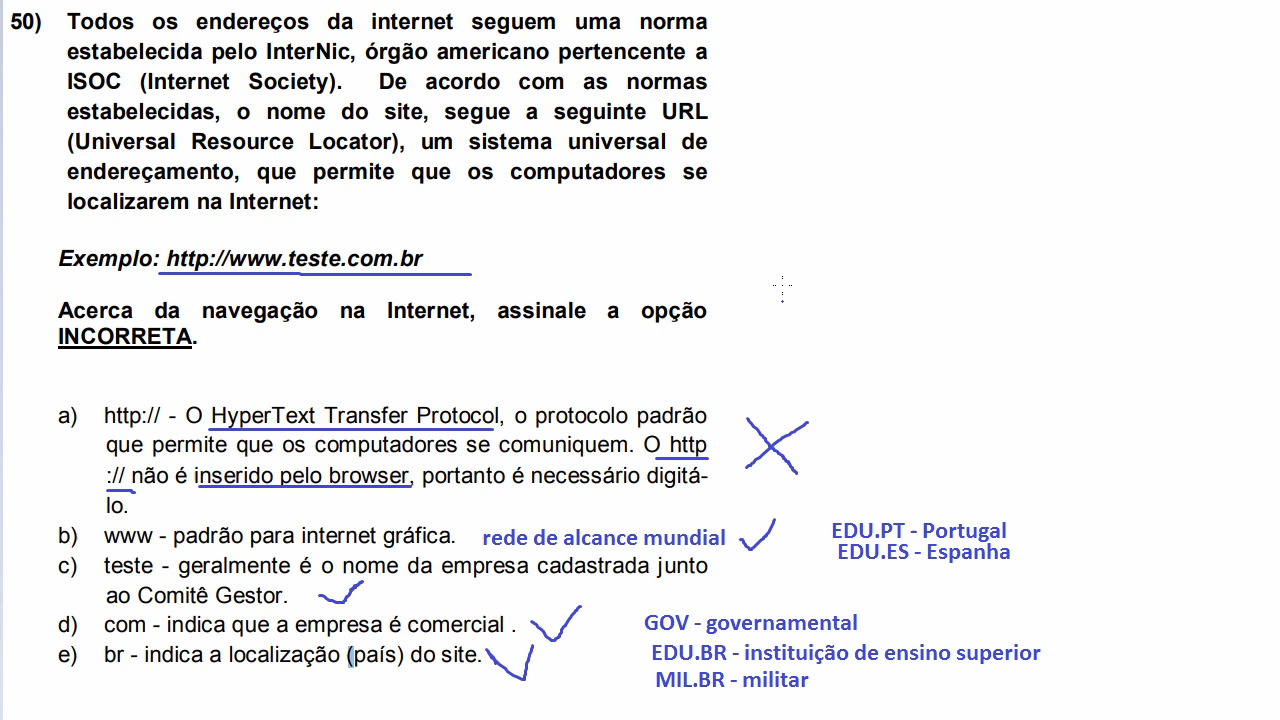 50) Todos os endereços da internet seguem uma norma
estabelecida pelo InterNic, órgão americano pertencente a
ISOC (Internet Society). De acordo com as normas
estabelecidas, o nome do site, segue a seguinte URL
(Universal Resource Locator), um sistema universal de
endereçamento, que permite que os computadores se
localizarem na Internet:
Exemplo: http://www.teste.com.br
Acerca da navegação na Internet, assinale a opção
INCORRETA.
a) http:// - O HyperText Transfer Protocol, o protocolo padrão
que permite que os computadores se comuniquem. O http
:// não é inserido pelo browser, portanto é necessário digitá-
lo.
b) www - padrão para internet gráfica. rede de alcance mundial
EDU.PT - Portugal
EDU.ES - Espanha
c) teste - geralmente é o nome da empresa cadastrada junto
ao Comitê Gestor.
d) com - indica que a empresa é comercial .
GOV - governamental
e) br - indica a localização (país) do site.
EDU.BR - instituição de ensino superior
MIL.BR - militar